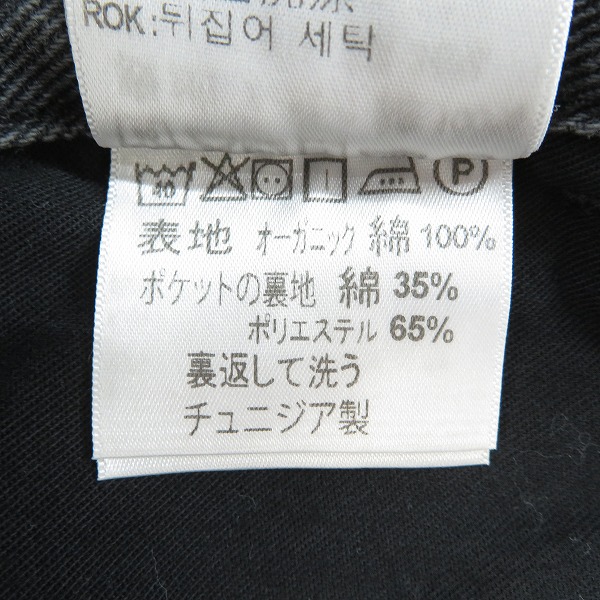 ROK:뒤집어 세탁
40
P
表地 オーガニック 綿 100%
ポケットの裏地 綿 35%
ポリエステル 65%
裏返して洗う
チュニジア製